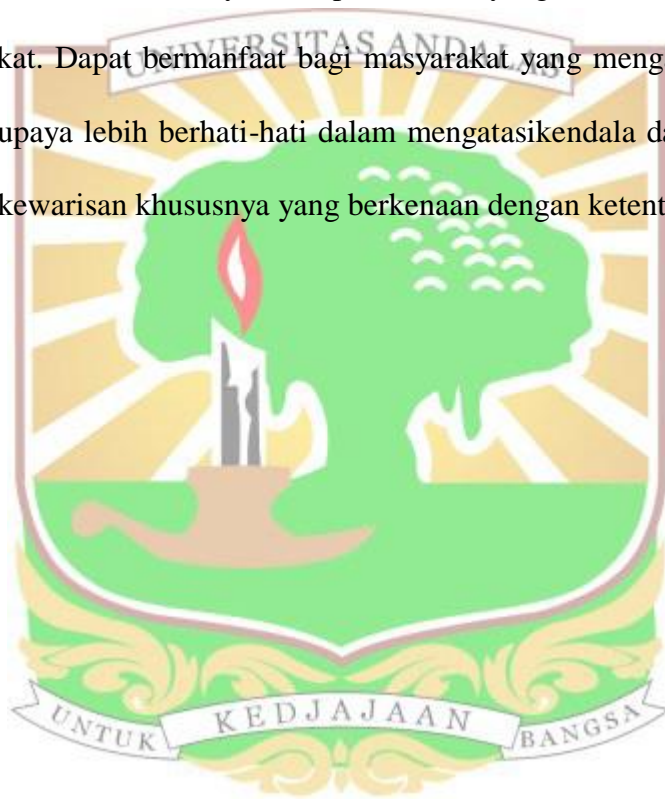 UNIVERSITAS ANDALAS
kat. Dapat bermanfaat bagi masyarakat yang meng
upaya lebih berhati-hati dalam mengatasikendala da
kewarisan khususnya yang berkenaan dengan ketent
UNTUK KEDJAJAAN BANGSA